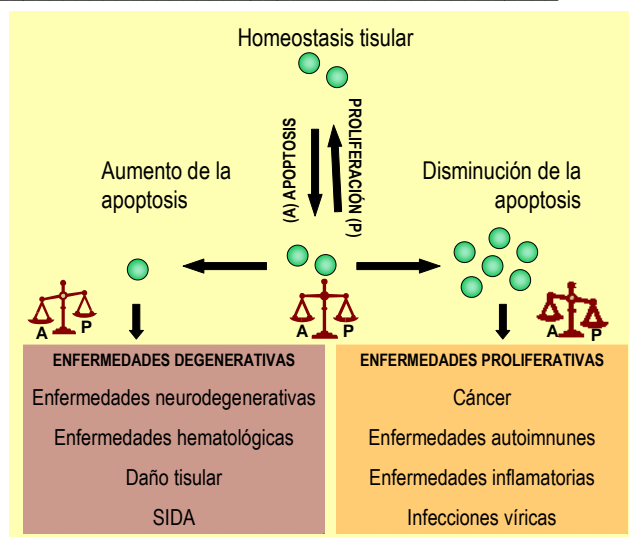 Homeostasis tisular
(A) APOPTOSIS
PROLIFERACIÓN (P)
Aumento de la
apoptosis
Disminución de la
apoptosis
A P
A P
A P
ENFERMEDADES DEGENERATIVAS
Enfermedades neurodegenerativas
Enfermedades hematológicas
Daño tisular
SIDA
ENFERMEDADES PROLIFERATIVAS
Cáncer
Enfermedades autoimnunes
Enfermedades inflamatorias
Infecciones víricas